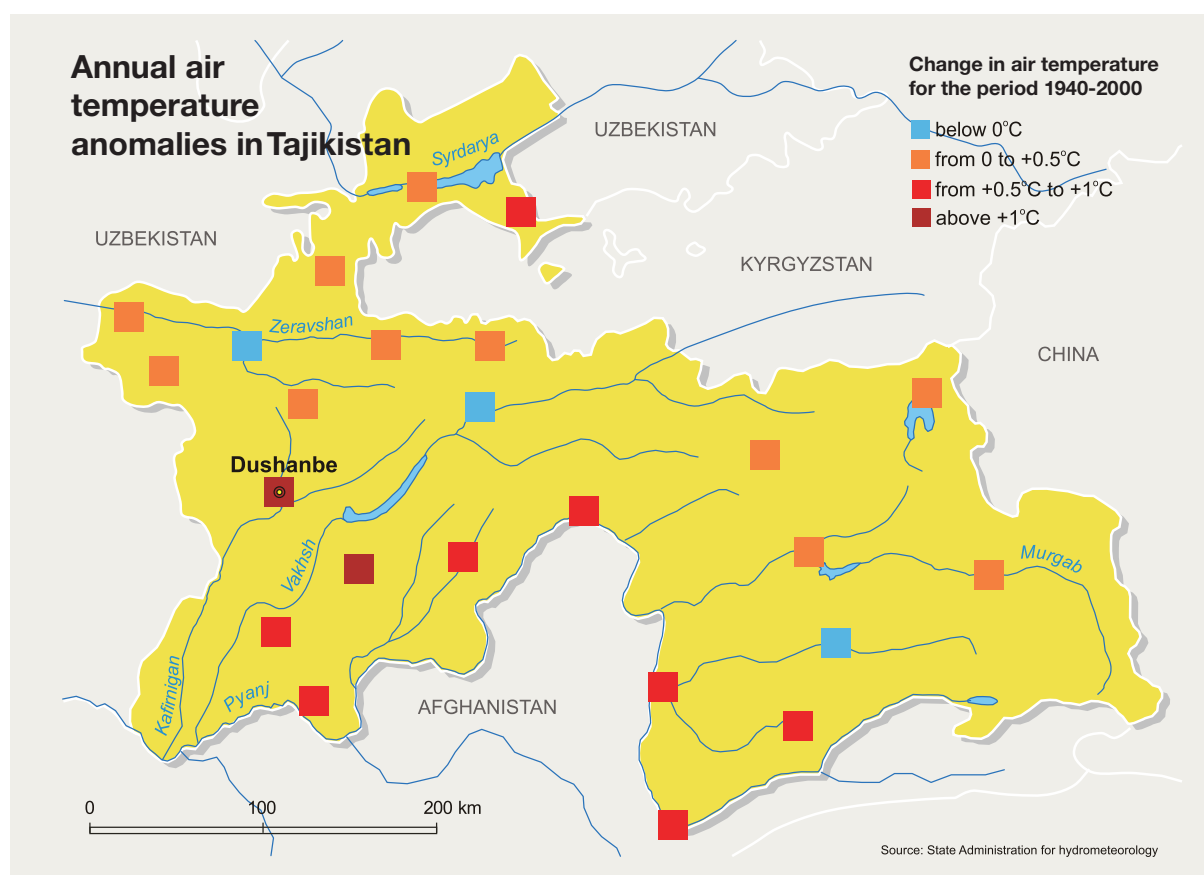 Annual air
temperature
anomalies in Tajikistan
Change in air temperature
for the period 1940-2000
below 0°C
from 0 to +0.5°C
from +0.5°C to +1°C
above +1°C
UZBEKISTAN
Syrdarya
UZBEKISTAN
KYRGYZSTAN
Zeravshan
CHINA
Dushanbe
Vakhsh
Murgab
Kafirnigan
Pyanj
AFGHANISTAN
0 100 200 km
Source: State Administration for hydrometeorology